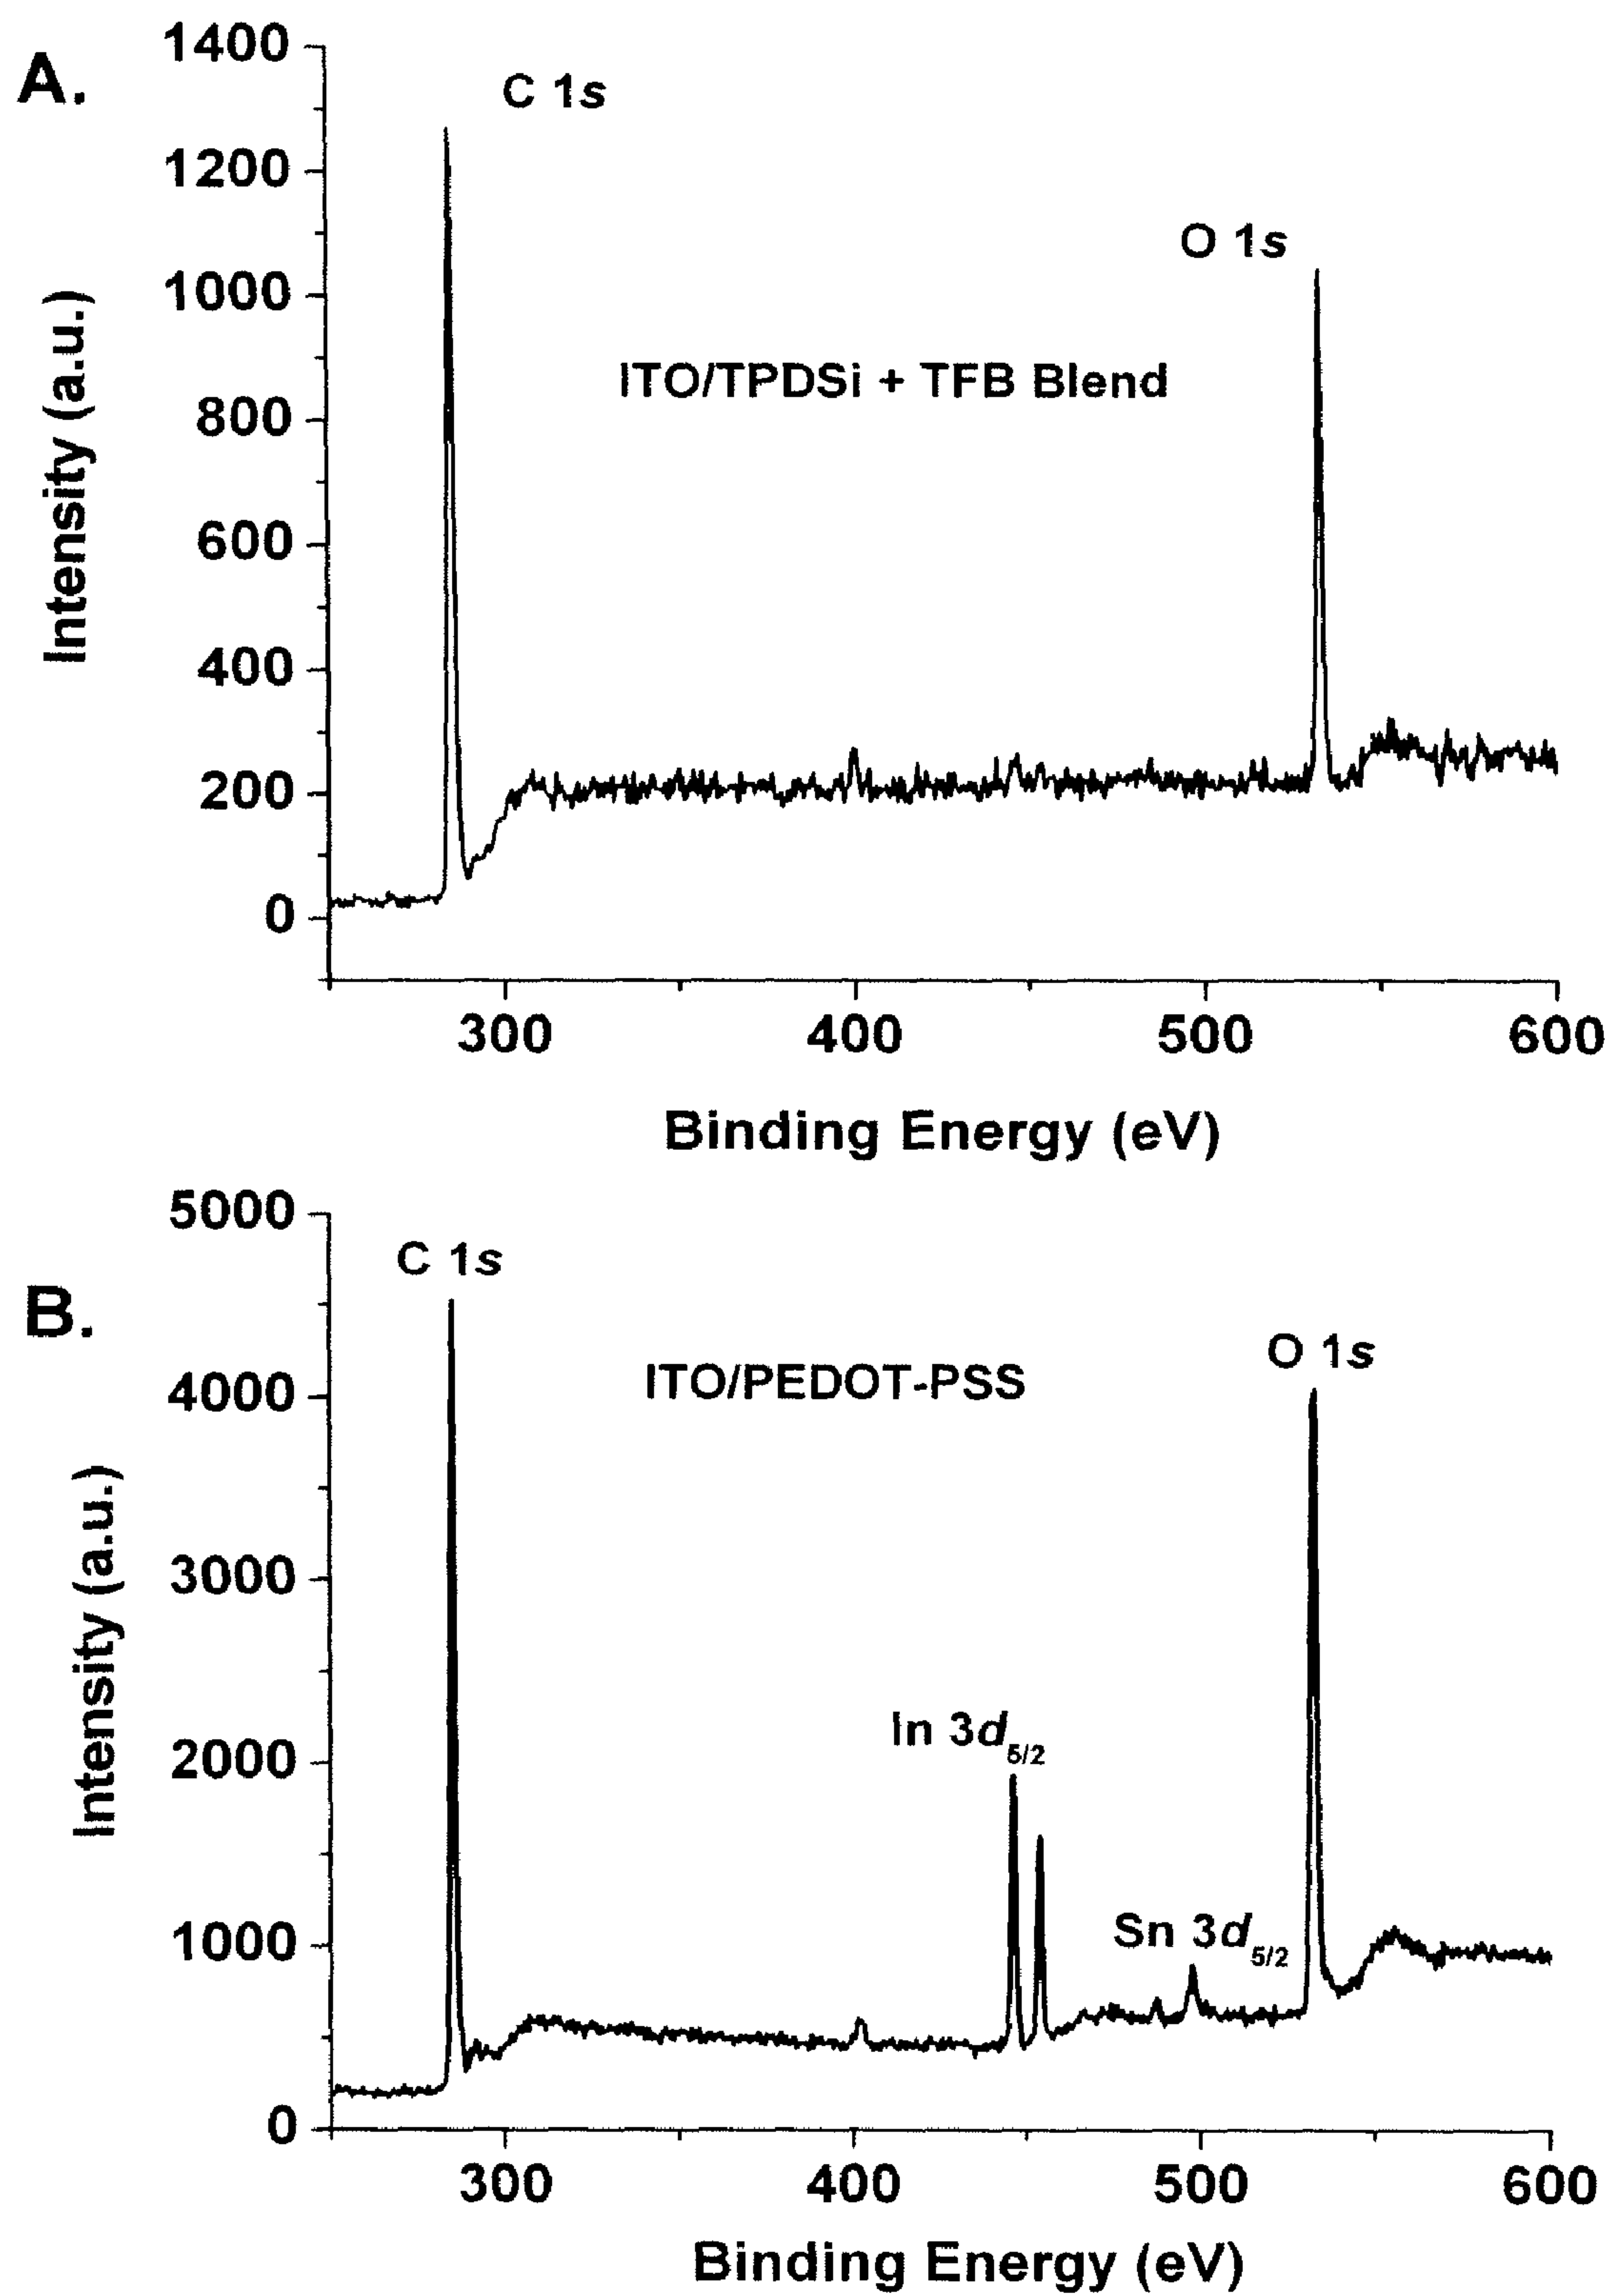 A.
1400
1200
1000
800
600
400
200
0
Intensity (a.u.)
C 1s
O 1s
ITO/TPDSi + TFB Blend
300 400 500 600
Binding Energy (eV)
B.
5000
4000
3000
2000
1000
0
Intensity (a.u.)
C 1s
O 1s
ITO/PEDOT-PSS
In 3d5/2
Sn 3d5/2
300 400 500 600
Binding Energy (eV)